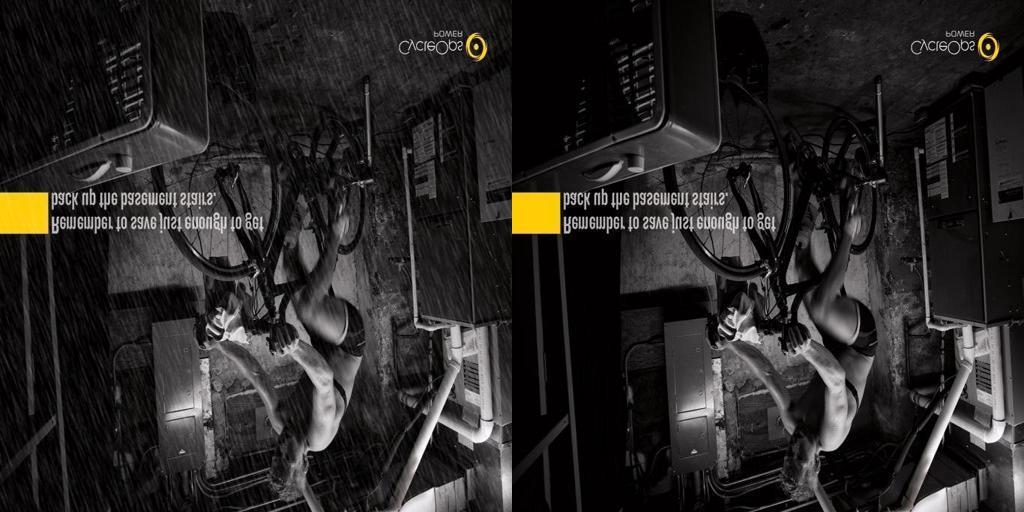 Remember to save just enough to get
back up the basement stairs.
CycleOps
POWER
Remember to save just enough to get
back up the basement stairs.
CycleOps
POWER